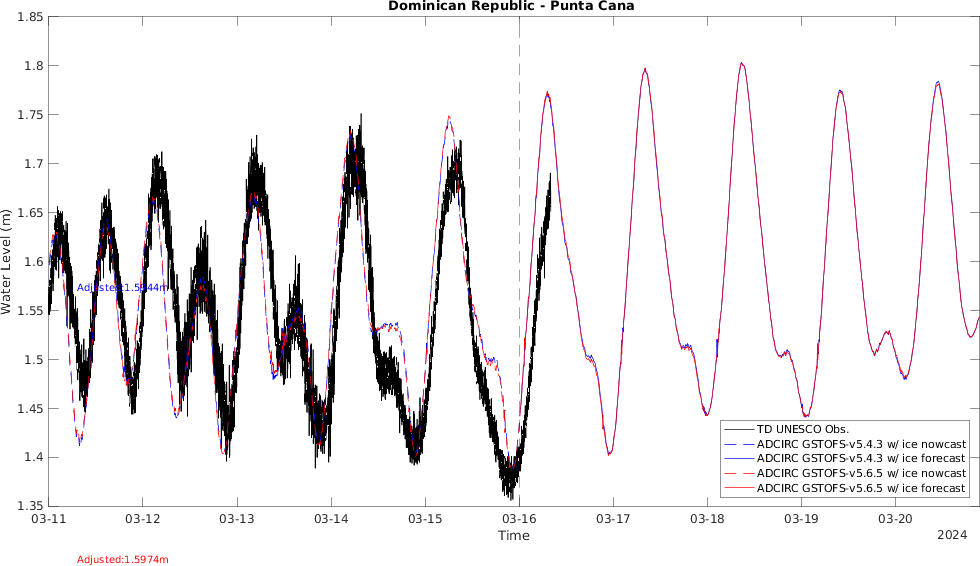 Dominican Republic - Punta Cana
Water Level (m)
1.85
1.8
1.75
1.7
1.65
1.6
1.55
1.5
1.45
1.4
1.35
Adjusted:1.5944m
TD UNESCO Obs.
ADCIRC GSTOFS-v5.4.3 w/ ice nowcast
ADCIRC GSTOFS-v5.4.3 w/ ice forecast
ADCIRC GSTOFS-v5.6.5 w/ ice nowcast
ADCIRC GSTOFS-v5.6.5 w/ ice forecast
03-11 03-12 03-13 03-14 03-15 03-16 03-17 03-18 03-19 03-20
Time
2024
Adjusted:1.5974m